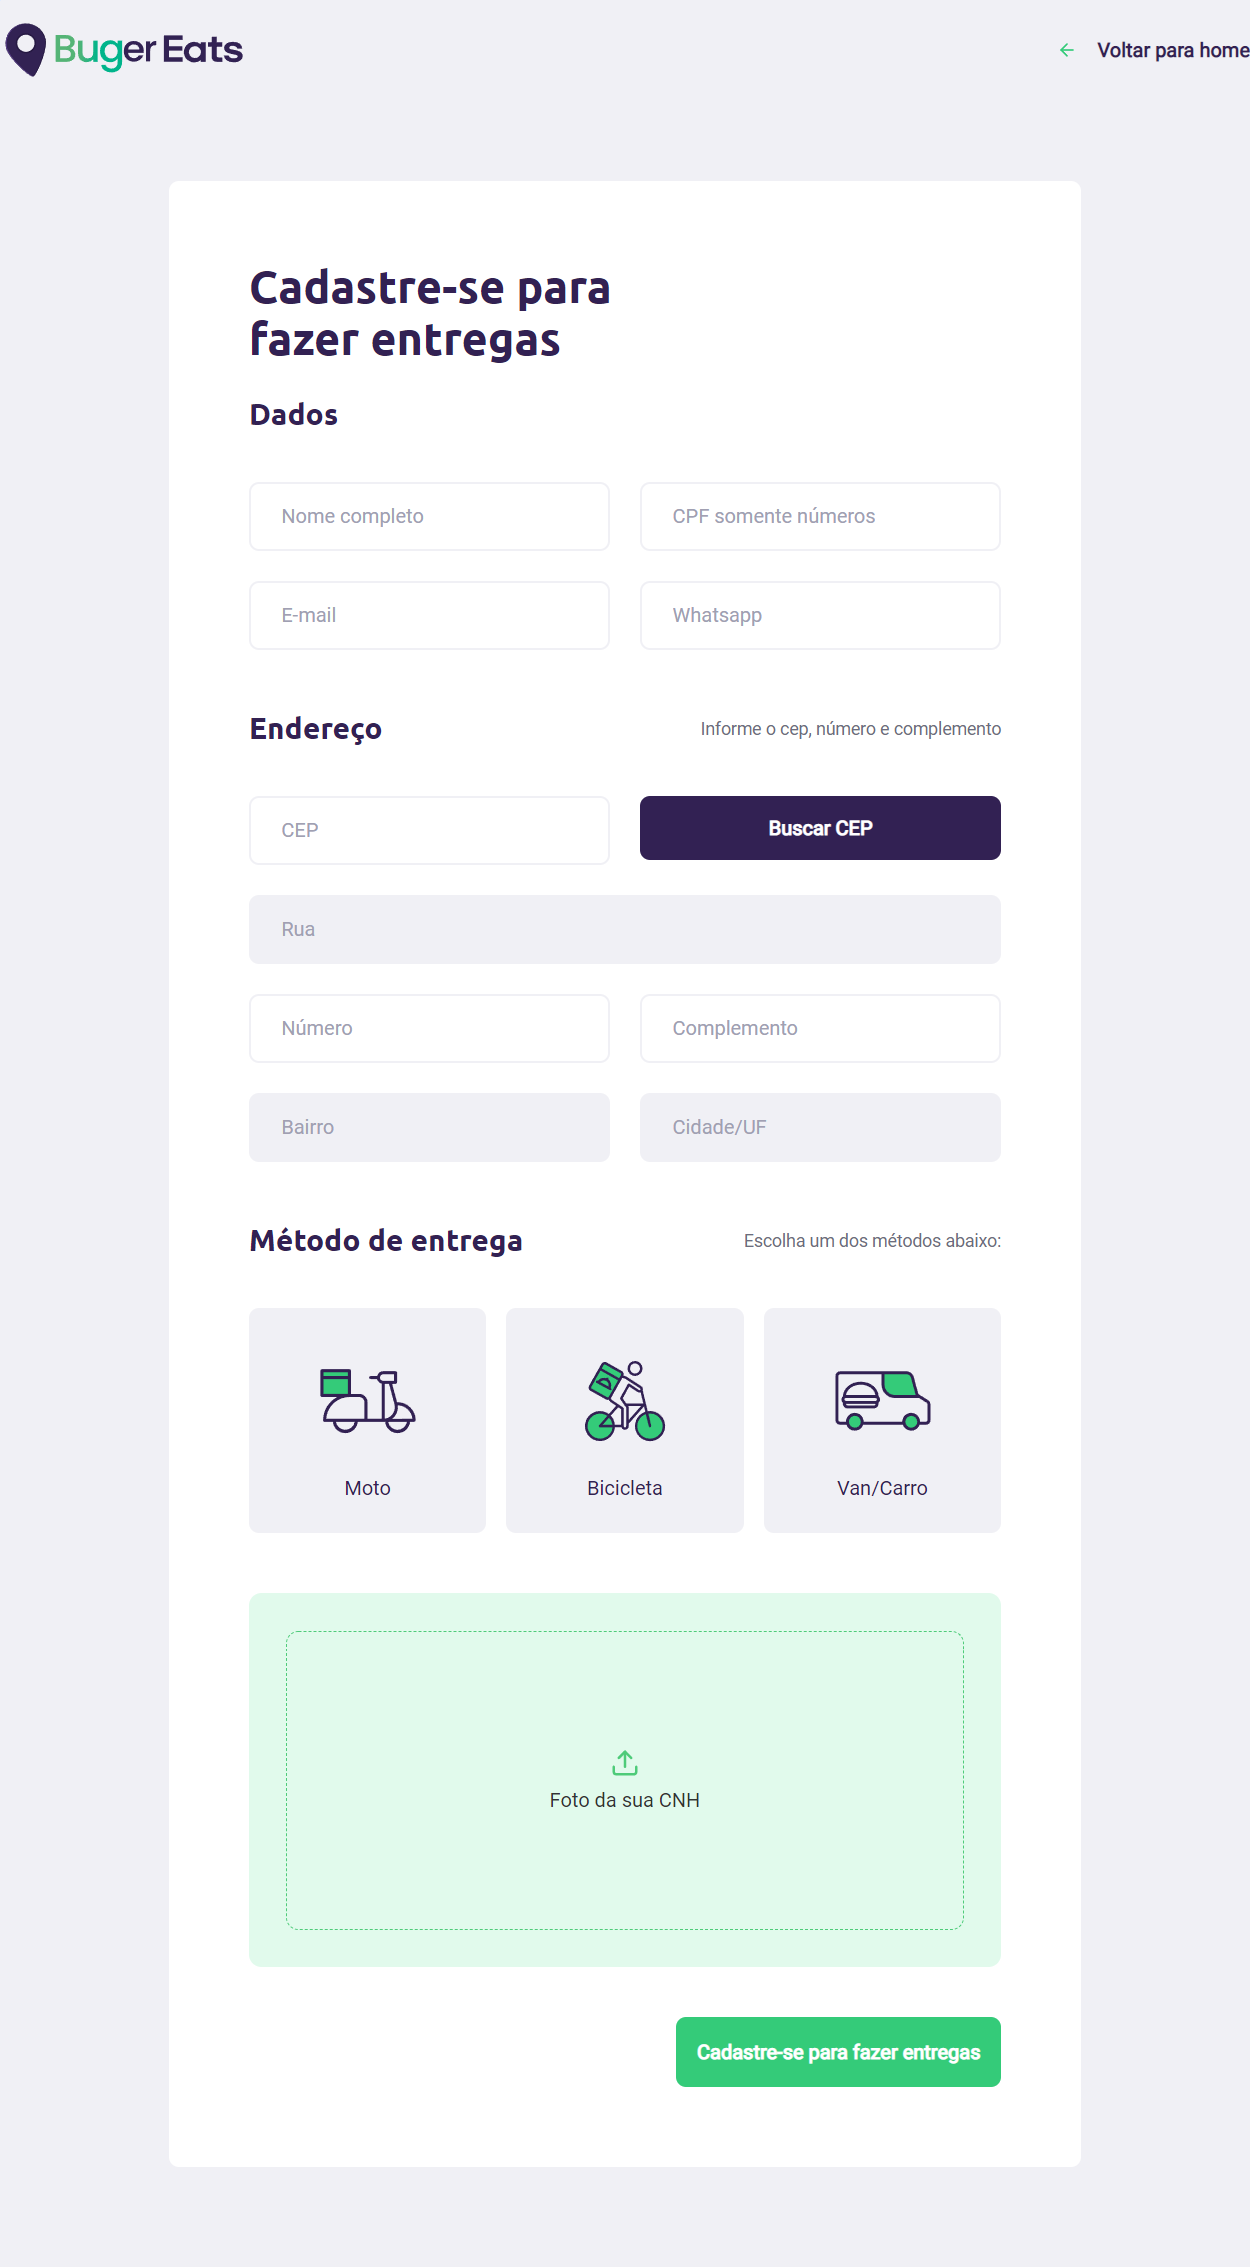 Buger Eats
Voltar para home
Cadastre-se para
fazer entregas
Dados
Nome completo
CPF somente números
E-mail
Whatsapp
Endereço
Informe o cep, número e complemento
CEP
Buscar CEP
Rua
Número
Complemento
Bairro
Cidade/UF
Método de entrega
Escolha um dos métodos abaixo:
Moto
Bicicleta
Van/Carro
Foto da sua CNH
Cadastre-se para fazer entregas